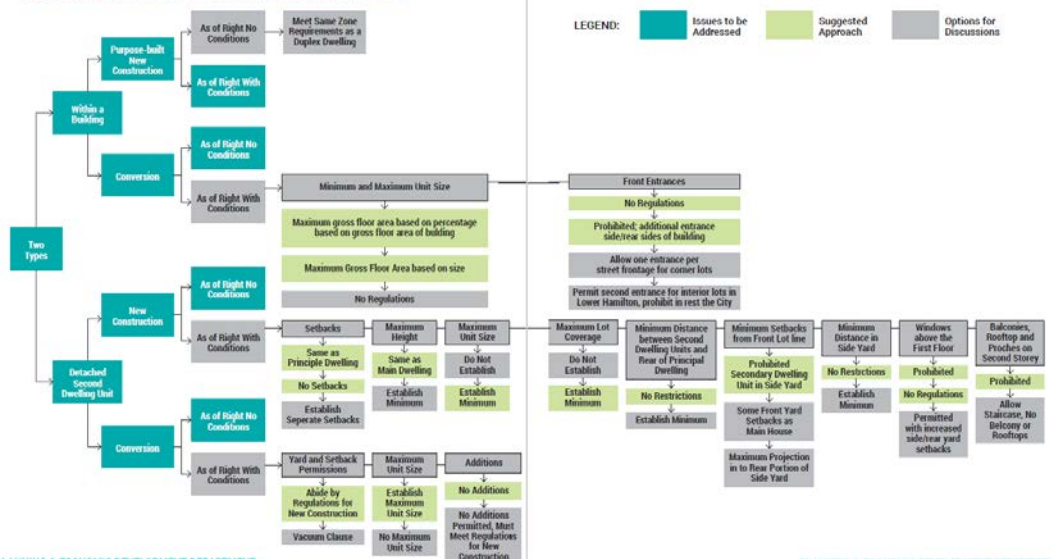 LEGEND:
Issues to be
Addressed
Suggested
Approach
Options for
Discussions
Two
Types
Within a
Building
Purpose-built
New
Construction
As of Right No
Conditions
Meet Same Zone
Requirements as a
Duplex Dwelling
As of Right With
Conditions
Conversion
As of Right No
Conditions
As of Right With
Conditions
Minimum and Maximum Unit Size
Maximum gross floor area based on percentage
based on gross floor area of building
Maximum Gross Floor Area based on size
No Regulations
Front Entrances
No Regulations
Prohibited; additional entrance
side/rear sides of building
Allow one entrance per
street frontage for corner lots
Permit second entrance for interior lots in
Lower Hamilton, prohibit in rest the City
Detached
Second
Dwelling Unit
New
Construction
As of Right No
Conditions
As of Right With
Conditions
Setbacks
Same as
Principle Dwelling
No Setbacks
Establish
Seperate Setbacks
Maximum
Height
Same as
Main Dwelling
Establish
Minimum
Maximum
Unit Size
Do Not
Establish
Establish
Minimum
Maximum Lot
Coverage
Do Not
Establish
Establish
Minimum
Minimum Distance
between Second
Dwelling Units and
Rear of Principal
Dwelling
No Restrictions
Establish Minimum
Minimum Setbacks
from Front Lot line
Prohibited
Secondary Dwelling
Unit in Side Yard
Some Front Yard
Setbacks as
Main House
Maximum Projection
in to Rear Portion of
Side Yard
Minimum
Distance in
Side Yard
No Restrictions
Establish
Minimun
Windows
above the
First Floor
Prohibited
No Regulations
Permitted
with increased
side/rear yard
setbacks
Balconies,
Rooftop and
Proches on
Second Storey
Prohibited
Allow
Staircase, No
Belcony or
Rooftops
Conversion
As of Right No
Conditions
As of Right With
Conditions
Yard and Setback
Permissions
Abide by
Regulations for
New Construction
Vacuum Clause
Maximum
Unit Size
Establish
Maximum
Unit Size
No Maximum
Unit Size
Additions
No Additions
No Additions
Permitted, Must
Meet Regulations
for New
Construction